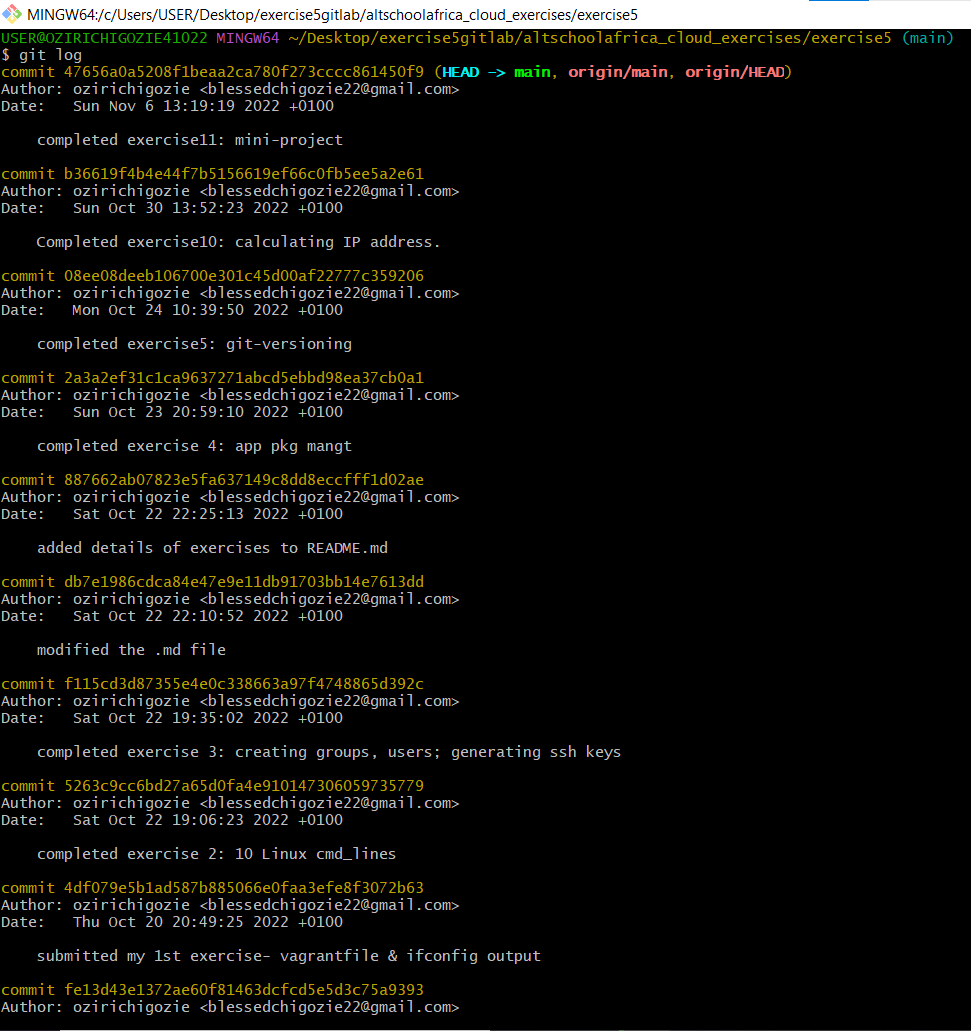 MINGW64:/c/Users/USER/Desktop/exercise5gitlab/altschoolafrica_cloud_exercises/exercise5
USER@OZIRICHIGOZIE41022 MINGW64 ~/Desktop/exercise5gitlab/altschoolafrica_cloud_exercises/exercise5 (main)
$ git log
commit 47656a0a5208f1beaa2ca780f273cccc861450f9 (HEAD -> main, origin/main, origin/HEAD)
Author: ozirichigozie <blessedchigozie22@gmail.com>
Date:   Sun Nov 6 13:19:19 2022 +0100
    completed exercise11: mini-project
commit b36619f4b4e44f7b5156619ef66c0fb5ee5a2e61
Author: ozirichigozie <blessedchigozie22@gmail.com>
Date:   Sun Oct 30 13:52:23 2022 +0100
    Completed exercise10: calculating IP address.
commit 08ee08deeb106700e301c45d00af22777c359206
Author: ozirichigozie <blessedchigozie22@gmail.com>
Date:   Mon Oct 24 10:39:50 2022 +0100
    completed exercise5: git-versioning
commit 2a3a2ef31c1ca9637271abcd5ebbd98ea37cb0a1
Author: ozirichigozie <blessedchigozie22@gmail.com>
Date:   Sun Oct 23 20:59:10 2022 +0100
    completed exercise 4: app pkg mangt
commit 887662ab07823e5fa637149c8dd8eccfff1d02ae
Author: ozirichigozie <blessedchigozie22@gmail.com>
Date:   Sat Oct 22 22:25:13 2022 +0100
    added details of exercises to README.md
commit db7e1986cdca84e47e9e11db91703bb14e7613dd
Author: ozirichigozie <blessedchigozie22@gmail.com>
Date:   Sat Oct 22 22:10:52 2022 +0100
    modified the .md file
commit f115cd3d87355e4e0c338663a97f4748865d392c
Author: ozirichigozie <blessedchigozie22@gmail.com>
Date:   Sat Oct 22 19:35:02 2022 +0100
    completed exercise 3: creating groups, users; generating ssh keys
commit 5263c9cc6bd27a65d0fa4e910147306059735779
Author: ozirichigozie <blessedchigozie22@gmail.com>
Date:   Sat Oct 22 19:06:23 2022 +0100
    completed exercise 2: 10 Linux cmd_lines
commit 4df079e5b1ad587b885066e0faa3efe8f3072b63
Author: ozirichigozie <blessedchigozie22@gmail.com>
Date:   Thu Oct 20 20:49:25 2022 +0100
    submitted my 1st exercise- vagrantfile & ifconfig output
commit fe13d43e1372ae60f81463dcfcd5e5d3c75a9393
Author: ozirichigozie <blessedchigozie22@gmail.com>